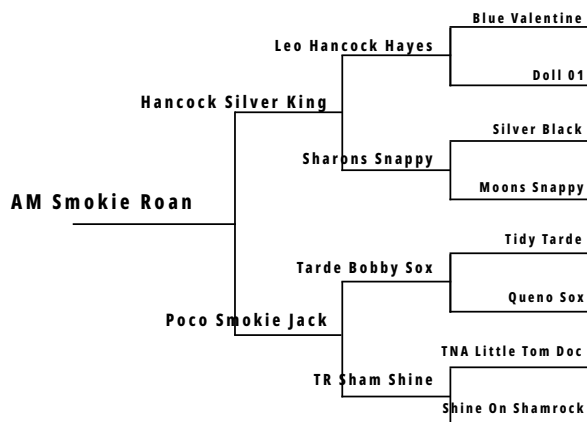 Blue Valentine
Leo Hancock Hayes
Doll 01
Hancock Silver King
Silver Black
Sharons Snappy
Moons Snappy
AM Smokie Roan
Tidy Tarde
Tarde Bobby Sox
Queno Sox
Poco Smokie Jack
TNA Little Tom Doc
TR Sham Shine
Shine On Shamrock